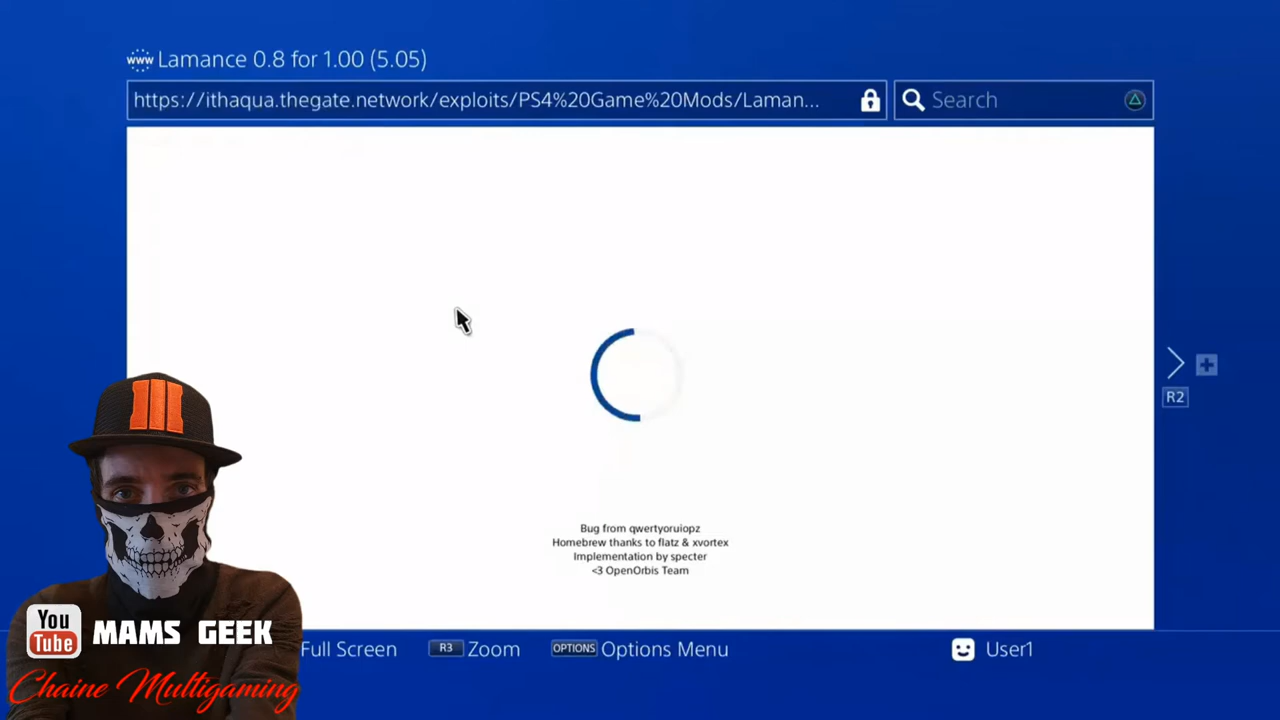 www Lamance 0.8 for 1.00 (5.05)
https://ithaqua.thegate.network/exploits/PS4%20Game%20Mods/Laman...
Search
R2
Bug from qwertyoruiopz
Homebrew thanks to flatz & xvortex
Implementation by specter
<3 OpenOrbis Team
Full Screen
R3 Zoom
OPTIONS Options Menu
User1
You
Tube
MAMS GEEK
Chaine Multigaming